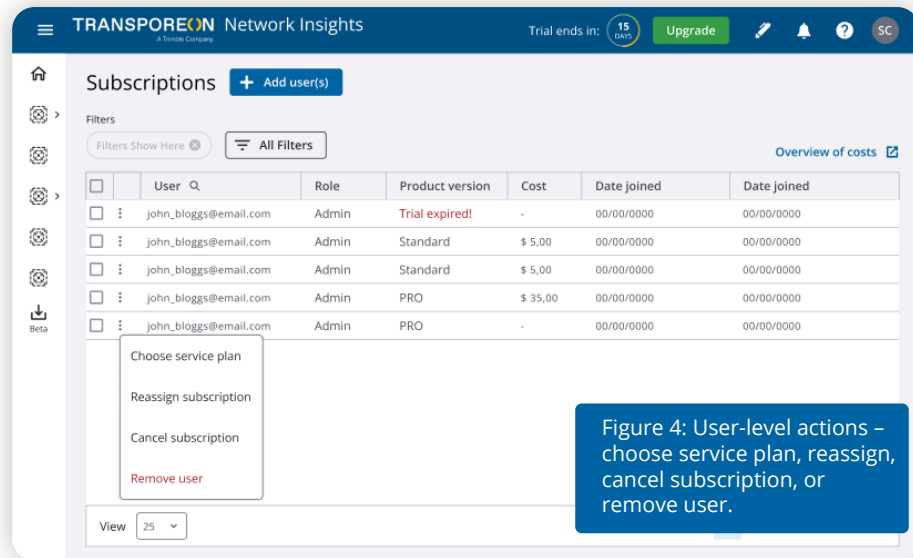 TRANSPOREON Network Insights
A Trimble Company
Trial ends in: 15 DAYS Upgrade SC
Subscriptions + Add user(s)
Filters
Filters Show Here All Filters
Overview of costs
User Role Product version Cost Date joined Date joined
john_bloggs@email.com Admin Trial expired! - 00/00/0000 00/00/0000
john_bloggs@email.com Admin Standard $ 5,00 00/00/0000 00/00/0000
john_bloggs@email.com Admin Standard $ 5,00 00/00/0000 00/00/0000
john_bloggs@email.com Admin PRO $ 35,00 00/00/0000 00/00/0000
john_bloggs@email.com Admin PRO - 00/00/0000 00/00/0000
Beta
Choose service plan
Reassign subscription
Cancel subscription
Remove user
Figure 4: User-level actions –
choose service plan, reassign,
cancel subscription, or
remove user.
View 25